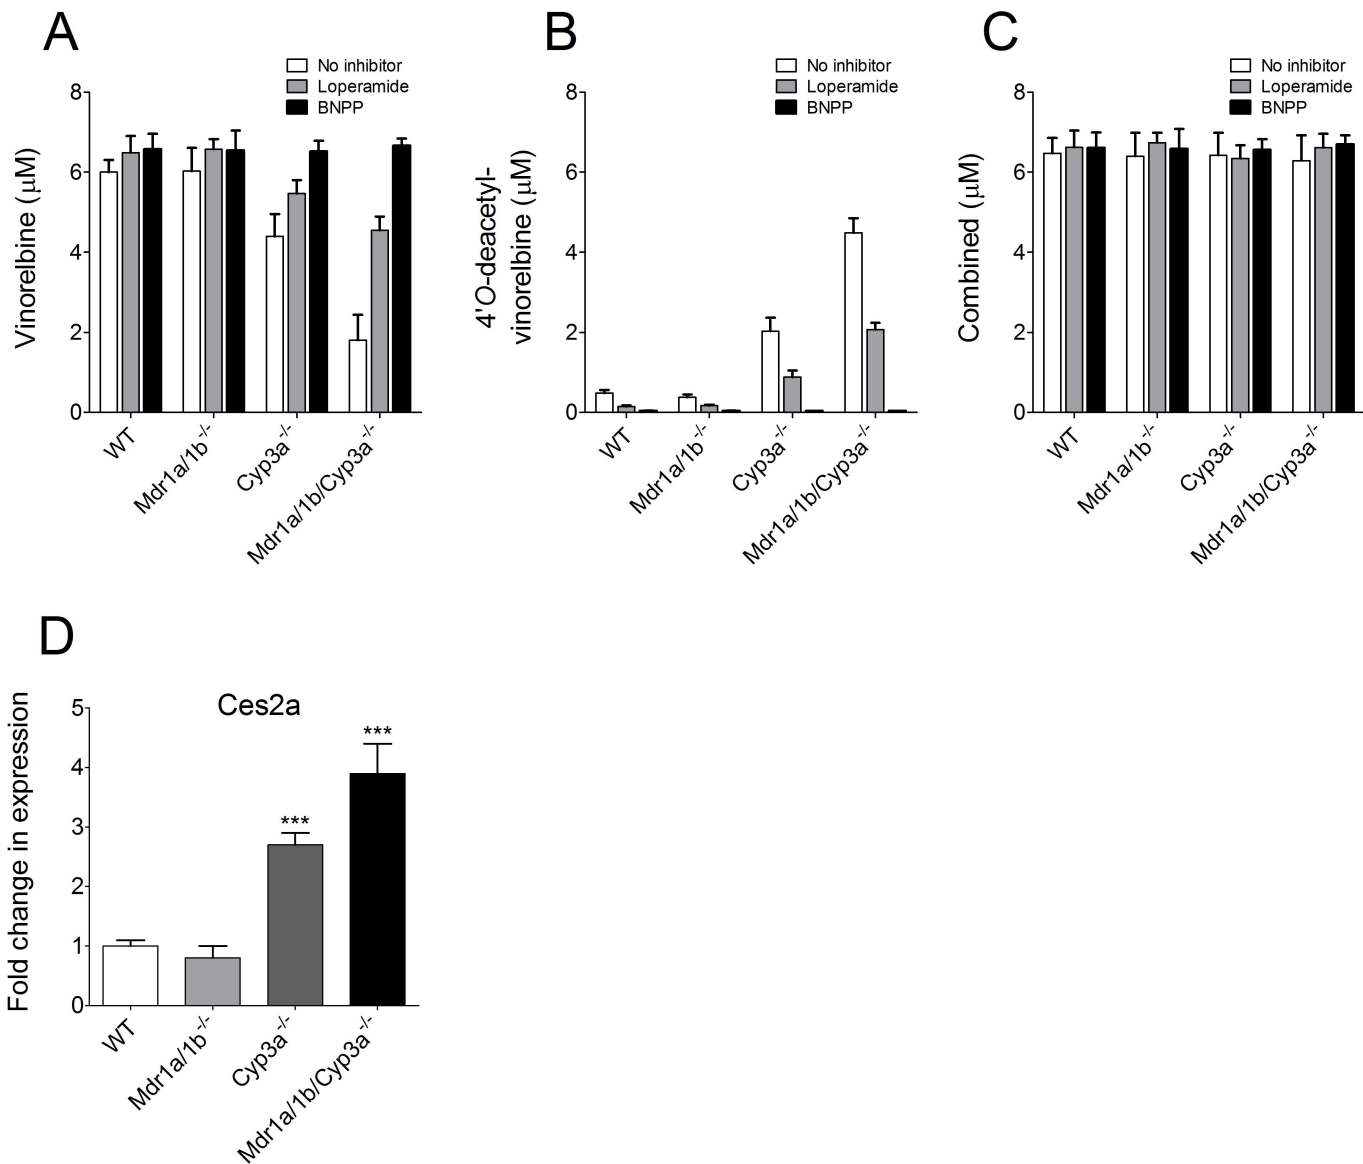 A
No inhibitor
Loperamide
BNPP
8
6
4
2
0
Vinorelbine (μM)
WT
Mdr1a/1b-/-
Cyp3a-/-
Mdr1a/1b/Cyp3a-/-
B
No inhibitor
Loperamide
BNPP
8
6
4
2
0
4'O-deacetyl-
vinorelbine (μM)
WT
Mdr1a/1b-/-
Cyp3a-/-
Mdr1a/1b/Cyp3a-/-
C
No inhibitor
Loperamide
BNPP
8
6
4
2
0
Combined (μM)
WT
Mdr1a/1b-/-
Cyp3a-/-
Mdr1a/1b/Cyp3a-/-
D
Ces2a
5
4
3
2
1
0
Fold change in expression
***
***
WT
Mdr1a/1b-/-
Cyp3a-/-
Mdr1a/1b/Cyp3a-/-